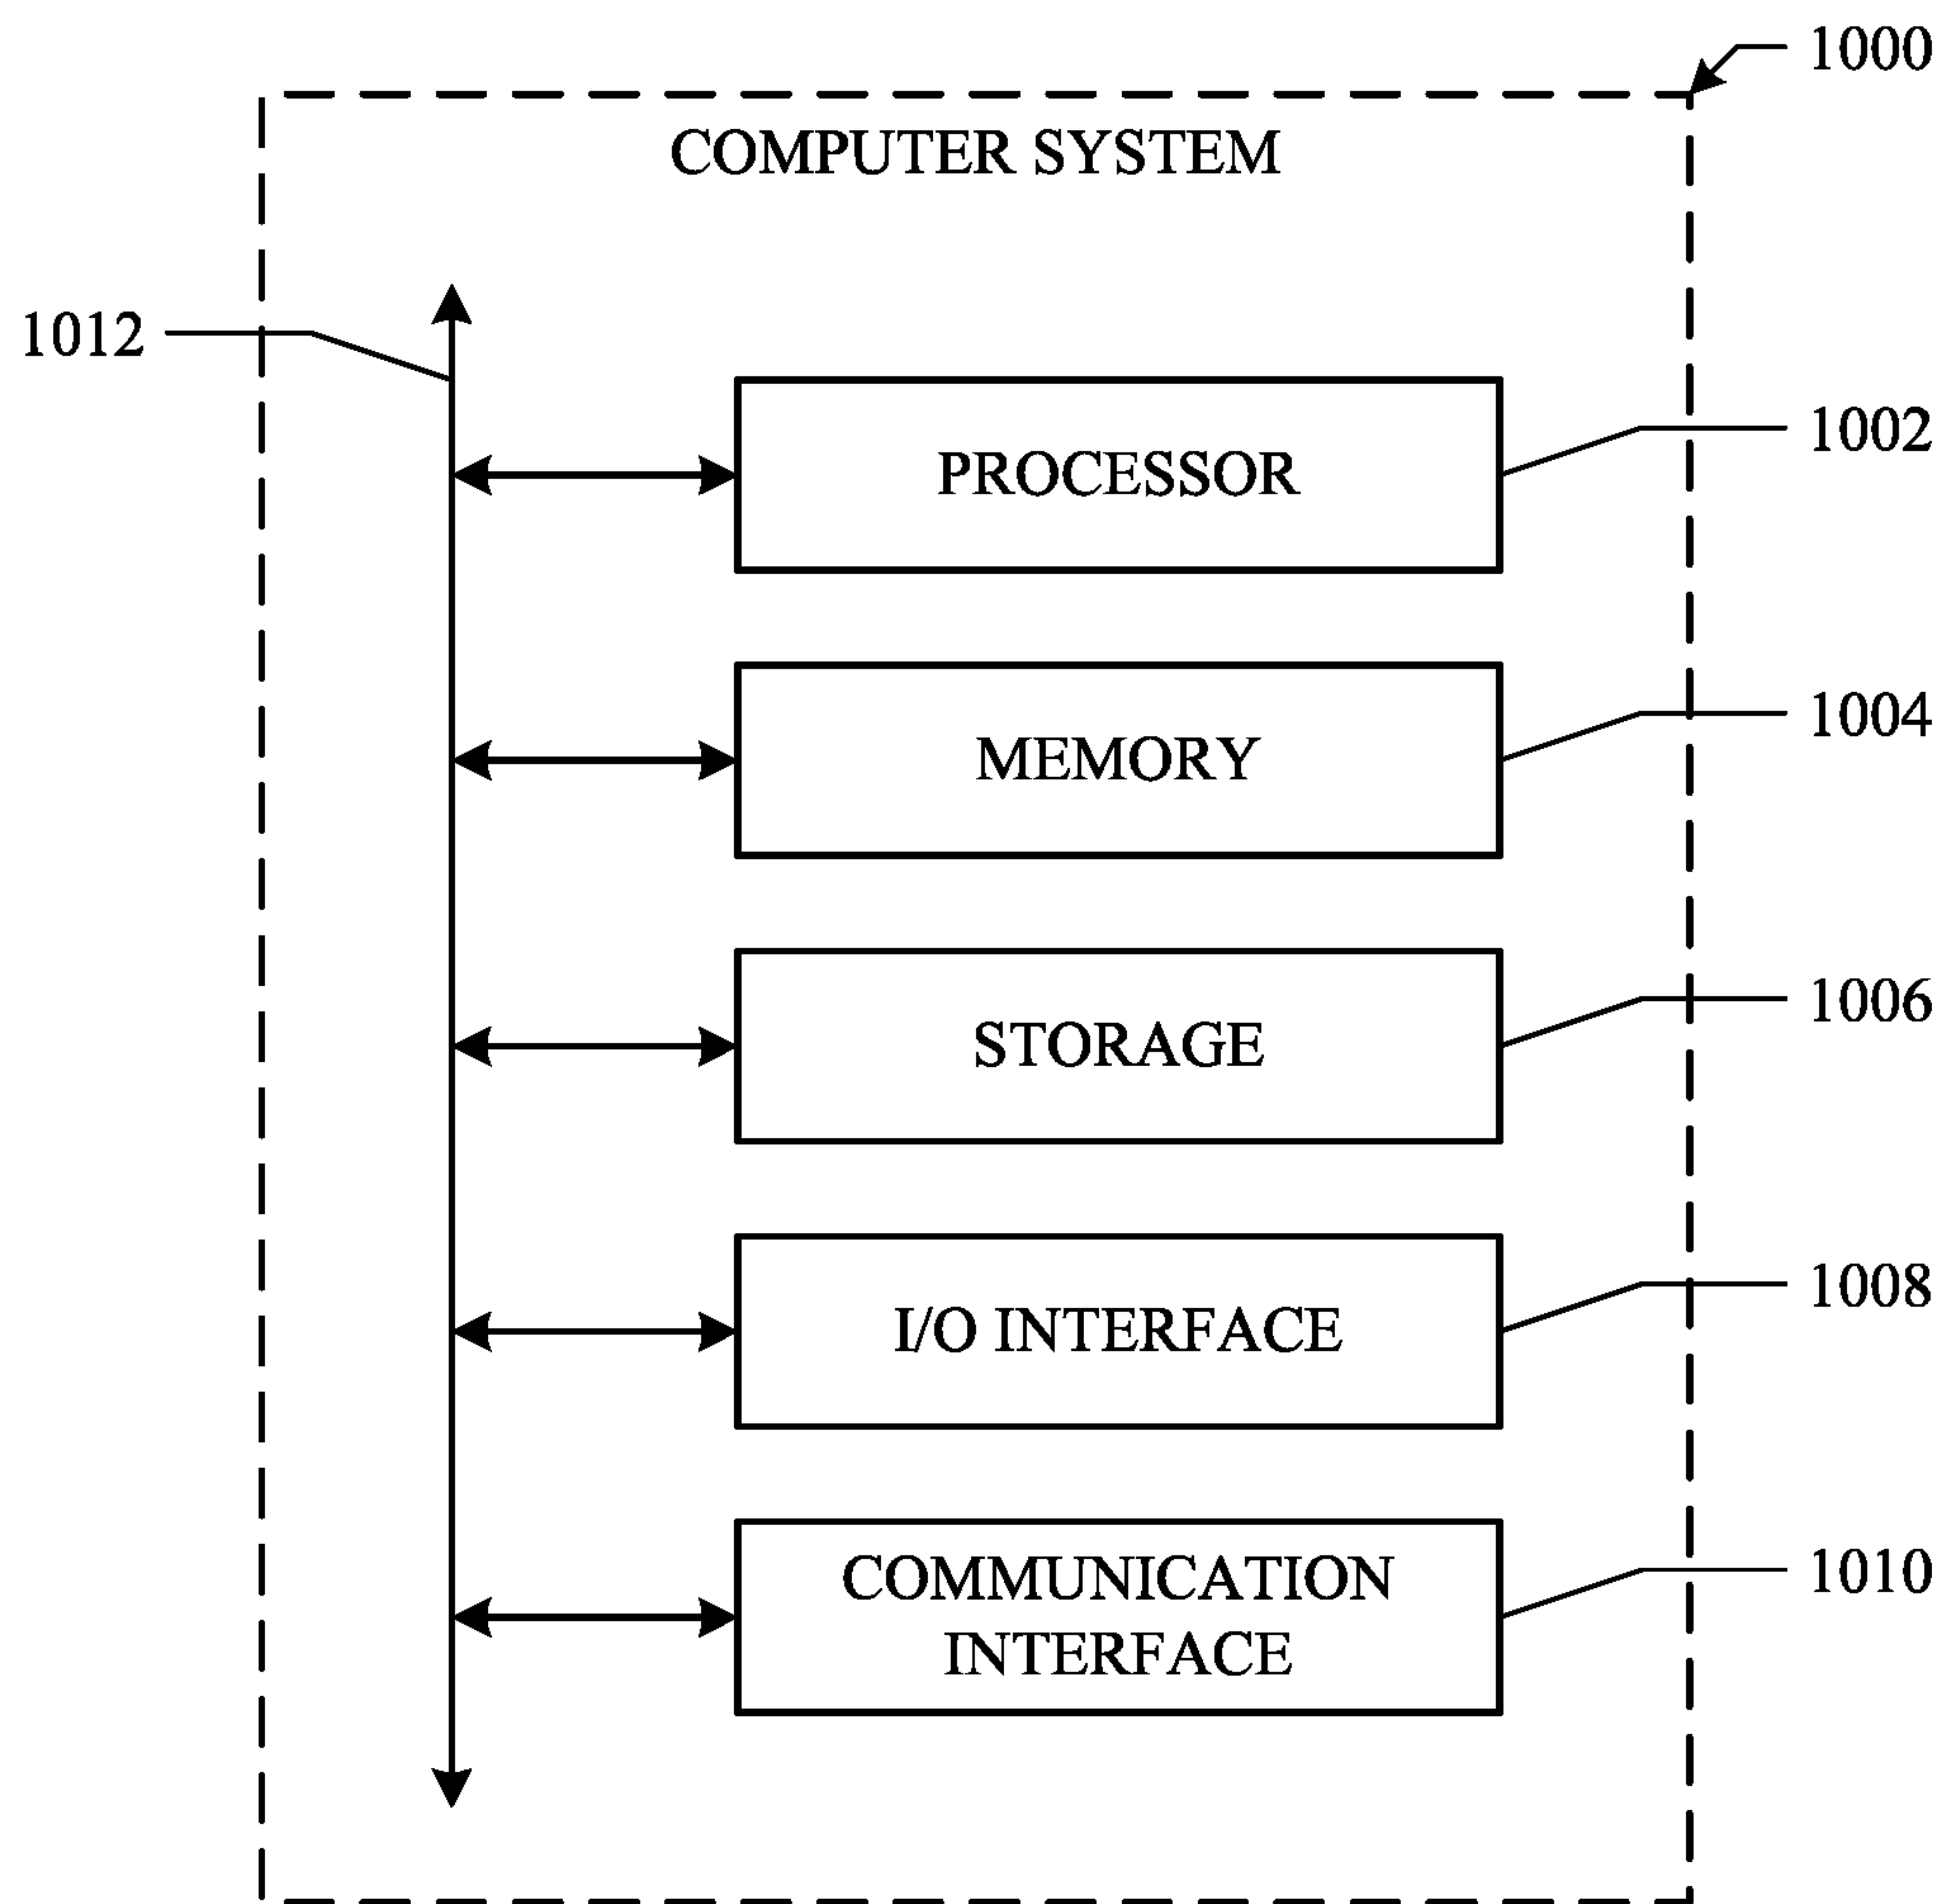 1000
COMPUTER SYSTEM
1012
1002
PROCESSOR
1004
MEMORY
1006
STORAGE
1008
I/O INTERFACE
1010
COMMUNICATION
INTERFACE